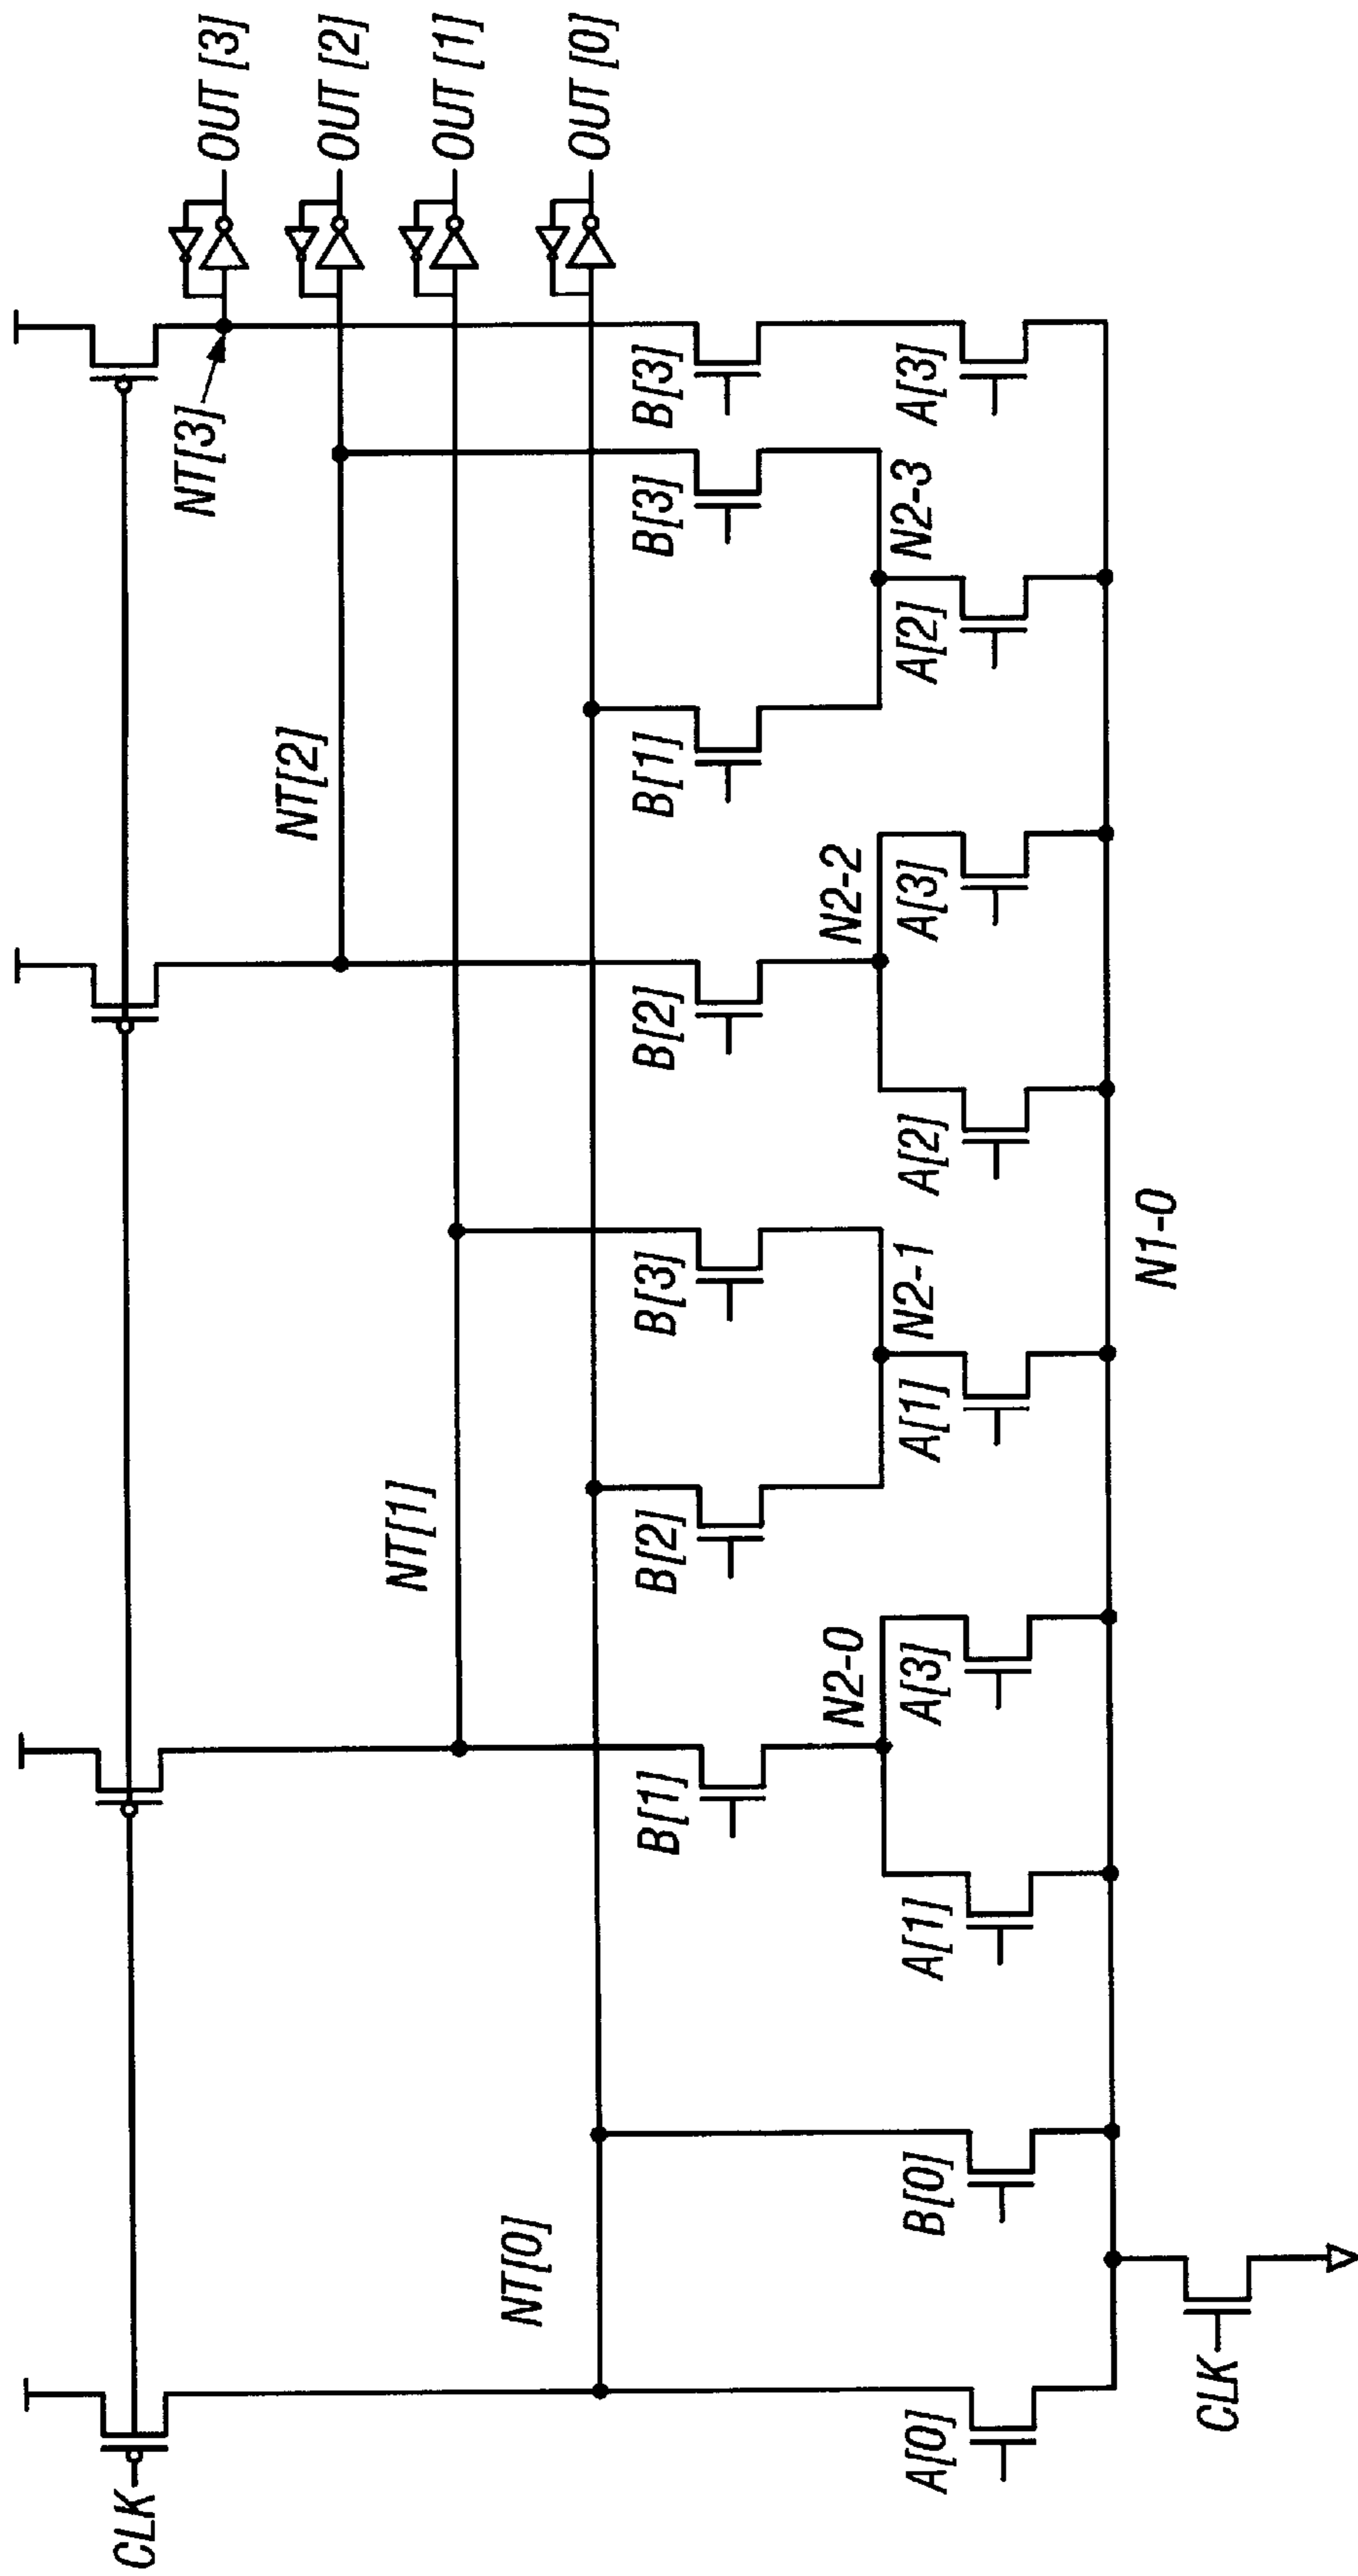 CLK
NT[3]
OUT [3]
OUT [2]
OUT [1]
OUT [0]
NT[2]
NT[1]
NT[0]
B[1]
B[2]
B[3]
B[2]
B[1]
B[3]
B[3]
N2-0
N2-1
N2-2
N2-3
A[0]
B[0]
A[1]
A[3]
A[1]
A[2]
A[3]
A[2]
A[3]
N1-0
CLK